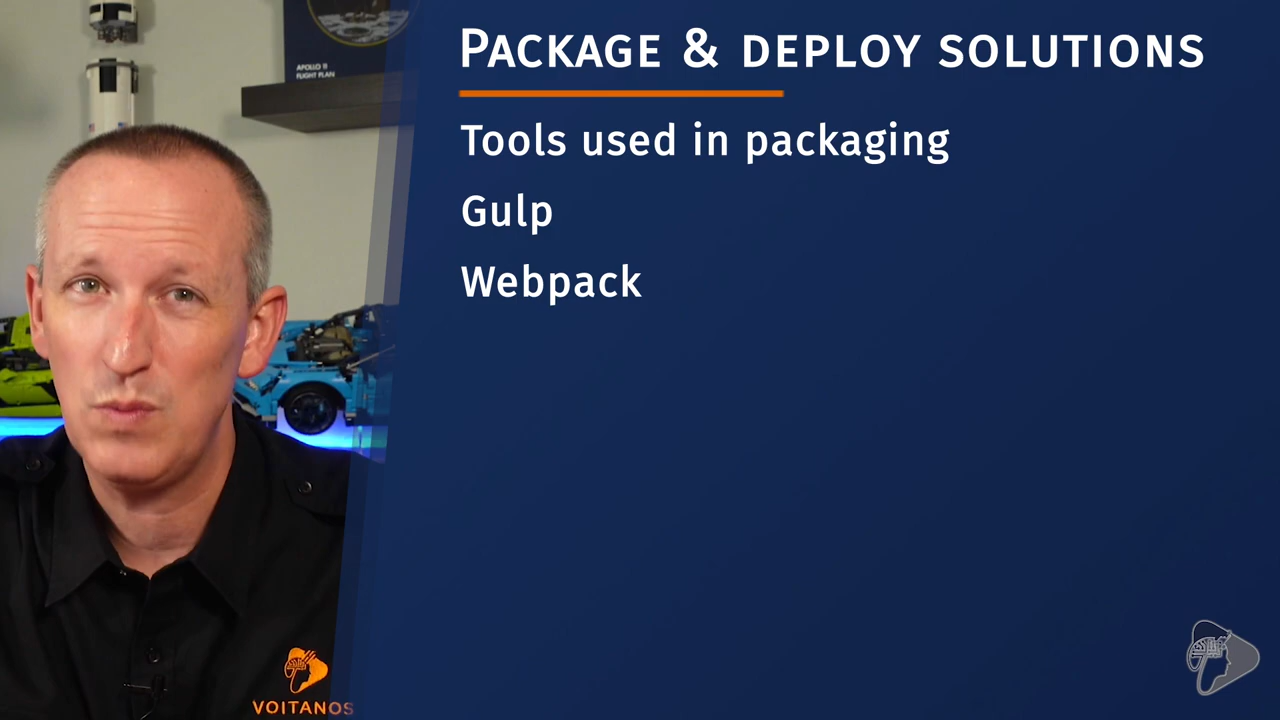 APOLLO 11
FLIGHT PLAN
Package & deploy solutions
Tools used in packaging
Gulp
Webpack
VOITANOS